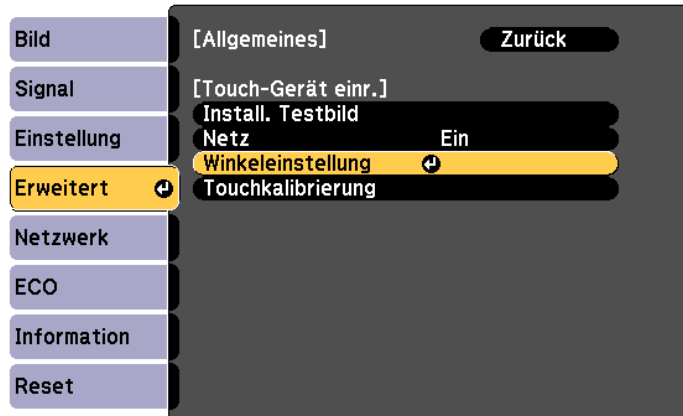 Bild
Signal
Einstellung
Erweitert
Netzwerk
ECO
Information
Reset
[Allgemeines] Zurück
[Touch-Gerät einr.]
Install. Testbild
Netz Ein
Winkeleinstellung
Touchkalibrierung